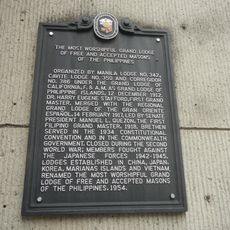 THE MOST WORSHIPFUL GRAND LODGE
OF FREE AND ACCEPTED MASONS
OF THE PHILIPPINES
ORGANIZED BY MANILA LODGE NO. 342,
CAVITE LODGE NO. 350 AND CORREGIDOR
NO. 386 UNDER THE GRAND LODGE OF
CALIFORNIA, F. & A.M. AS GRAND LODGE OF
PHILIPPINE ISLANDS, 12 DECEMBER, 1912.
DR. HARRY EUGENE STAFFORD, FIRST GRAND
MASTER. MERGED WITH THE REGIONAL
GRAND LODGE OF THE GRAN ORIENTE
ESPAÑOL, 14 FEBRUARY 1917, LED BY SENATE
PRESIDENT MANUEL L. QUEZON, THE FIRST
FILIPINO GRAND MASTER, 1918. BRETHREN
SERVED IN THE 1934 CONSTITUTIONAL
CONVENTION AND IN THE COMMONWEALTH
GOVERNMENT. CLOSED DURING THE SECOND
WORLD WAR; MEMBERS FOUGHT AGAINST
THE JAPANESE FORCES 1942-1945.
LODGES ESTABLISHED IN CHINA, JAPAN,
KOREA, MARIANAS ISLANDS AND VIETNAM.
RENAMED THE MOST WORSHIPFUL GRAND
LODGE OF FREE AND ACCEPTED MASONS
OF THE PHILIPPINES, 1954.